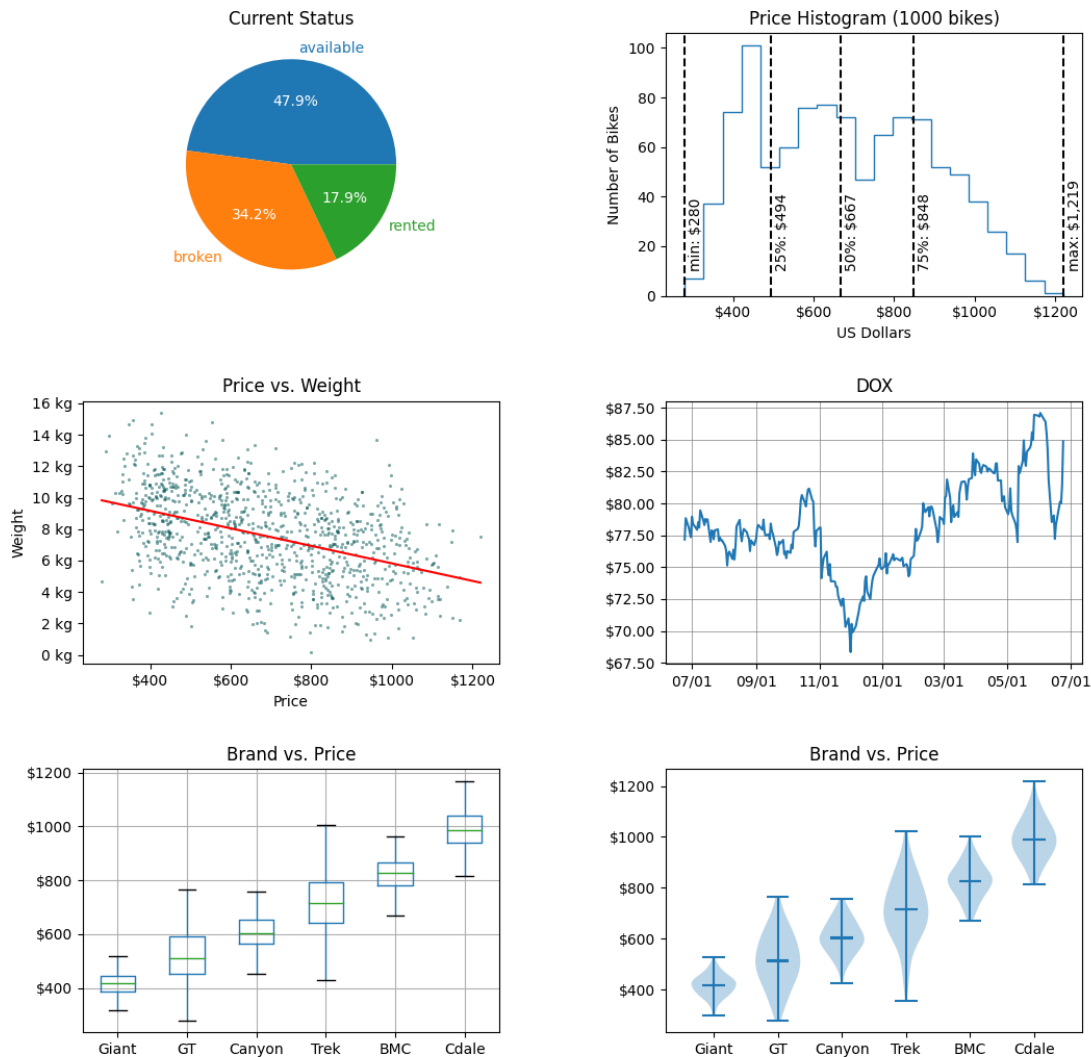 Current Status
available
47.9%
34.2%
17.9%
broken
rented
Price Histogram (1000 bikes)
Number of Bikes
100
80
60
40
20
0
min: $280
25%: $494
50%: $667
75%: $848
max: $1,219
$400 $600 $800 $1000 $1200
US Dollars
Price vs. Weight
Weight
16 kg
14 kg
12 kg
10 kg
8 kg
6 kg
4 kg
2 kg
0 kg
$400 $600 $800 $1000 $1200
Price
DOX
$87.50
$85.00
$82.50
$80.00
$77.50
$75.00
$72.50
$70.00
$67.50
07/01 09/01 11/01 01/01 03/01 05/01 07/01
Brand vs. Price
$1200
$1000
$800
$600
$400
Giant GT Canyon Trek BMC Cdale
Brand vs. Price
$1200
$1000
$800
$600
$400
Giant GT Canyon Trek BMC Cdale